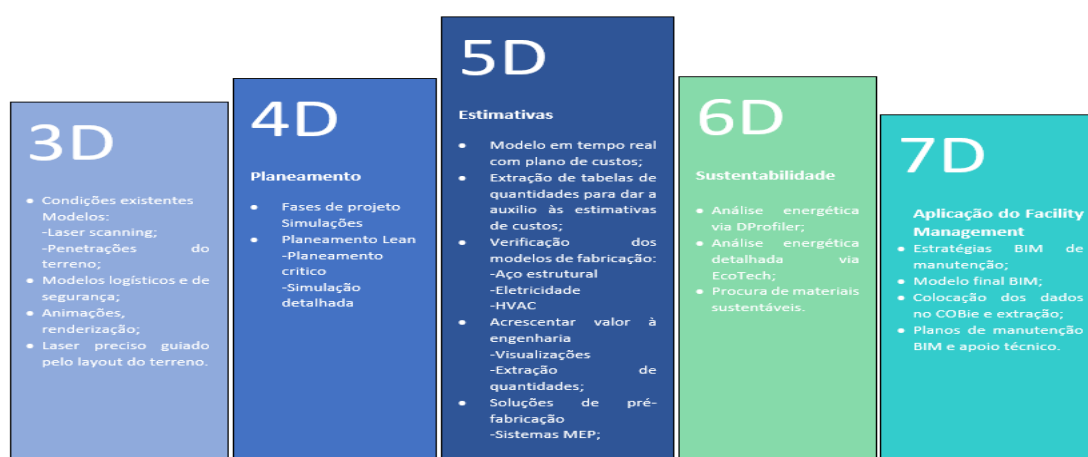 3D
• Condições existentes
Modelos:
-Laser scanning;
-Penetrações do
terreno;
• Modelos logísticos e de
segurança;
• Animações,
renderização;
• Laser preciso guiado
pelo layout do terreno.
4D
Planeamento
• Fases de projeto
Simulações
• Planeamento Lean
-Planeamento
critico
-Simulação
detalhada
5D
Estimativas
• Modelo em tempo real
com plano de custos;
• Extração de tabelas de
quantidades para dar a
auxilio às estimativas
de custos;
• Verificação dos
modelos de fabricação:
-Aço estrutural
-Eletricidade
-HVAC
• Acrescentar valor à
engenharia
-Visualizações
-Extração de
quantidades;
• Soluções de pré-
fabricação
-Sistemas MEP;
6D
Sustentabilidade
• Análise energética
via DProfiler;
• Análise energética
detalhada via
EcoTech;
• Procura de materiais
sustentáveis.
7D
Aplicação do Facility
Management
• Estratégias BIM de
manutenção;
• Modelo final BIM;
• Colocação dos dados
no COBie e extração;
• Planos de manutenção
BIM e apoio técnico.